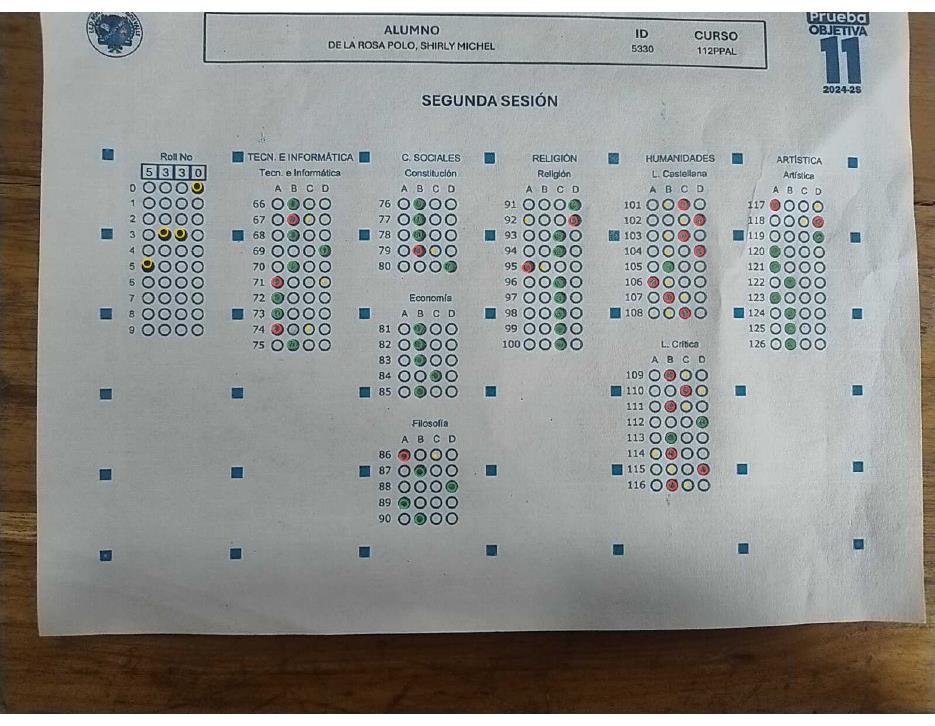 ALUMNO
DE LA ROSA POLO, SHIRLY MICHEL
ID
5330
CURSO
112PPAL
Prueba
OBJETIVA
11
2024-25
SEGUNDA SESIÓN
Roll No
5 3 3 0
0
1
2
3
4
5
6
7
8
9
TECN. E INFORMÁTICA
Tecn. e Informática
A B C D
66
67
68
69
70
71
72
73
74
75
C. SOCIALES
Constitución
A B C D
76
77
78
79
80
Economía
A B C D
81
82
83
84
85
Filosofía
A B C D
86
87
88
89
90
RELIGIÓN
Religión
A B C D
91
92
93
94
95
96
97
98
99
100
HUMANIDADES
L. Castellana
A B C D
101
102
103
104
105
106
107
108
L. Crítica
A B C D
109
110
111
112
113
114
115
116
ARTÍSTICA
Artística
A B C D
117
118
119
120
121
122
123
124
125
126